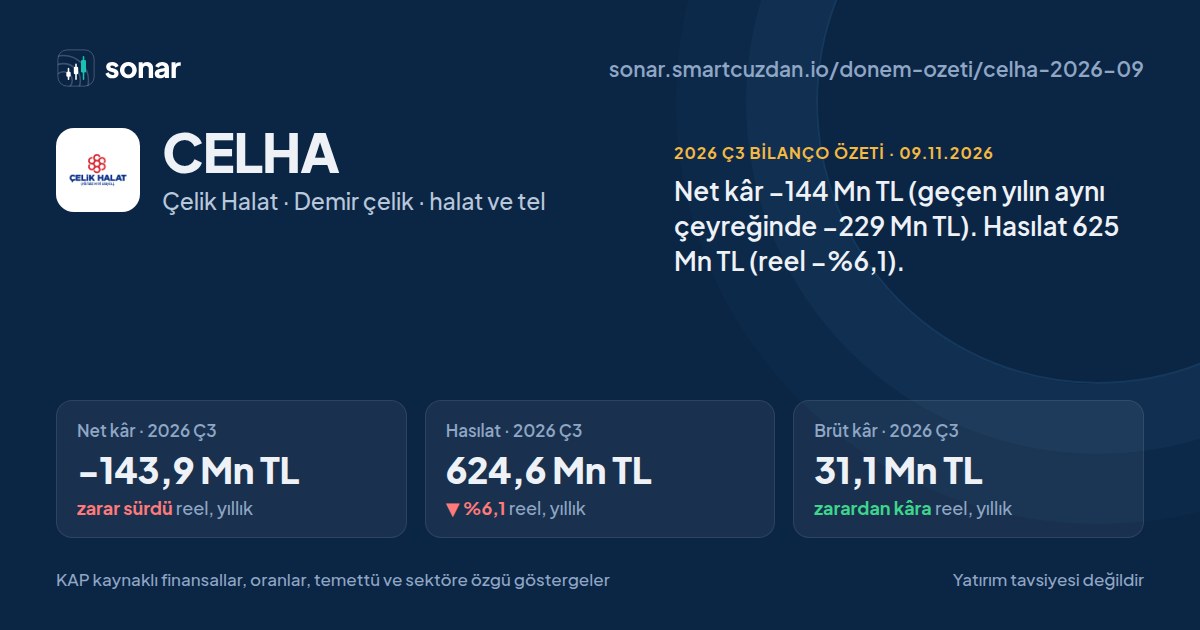 sonar
sonar.smartcuzdan.io/donem-ozeti/celha-2026-09
ÇELİK HALAT
CELHA
Çelik Halat · Demir çelik · halat ve tel
2026 Ç3 BİLANÇO ÖZETİ · 09.11.2026
Net kâr −144 Mn TL (geçen yılın aynı
çeyreğinde −229 Mn TL). Hasılat 625
Mn TL (reel −%6,1).
Net kâr · 2026 Ç3
−143,9 Mn TL
zarar sürdü reel, yıllık
Hasılat · 2026 Ç3
624,6 Mn TL
▼ %6,1 reel, yıllık
Brüt kâr · 2026 Ç3
31,1 Mn TL
zarardan kâra reel, yıllık
KAP kaynaklı finansallar, oranlar, temettü ve sektöre özgü göstergeler
Yatırım tavsiyesi değildir